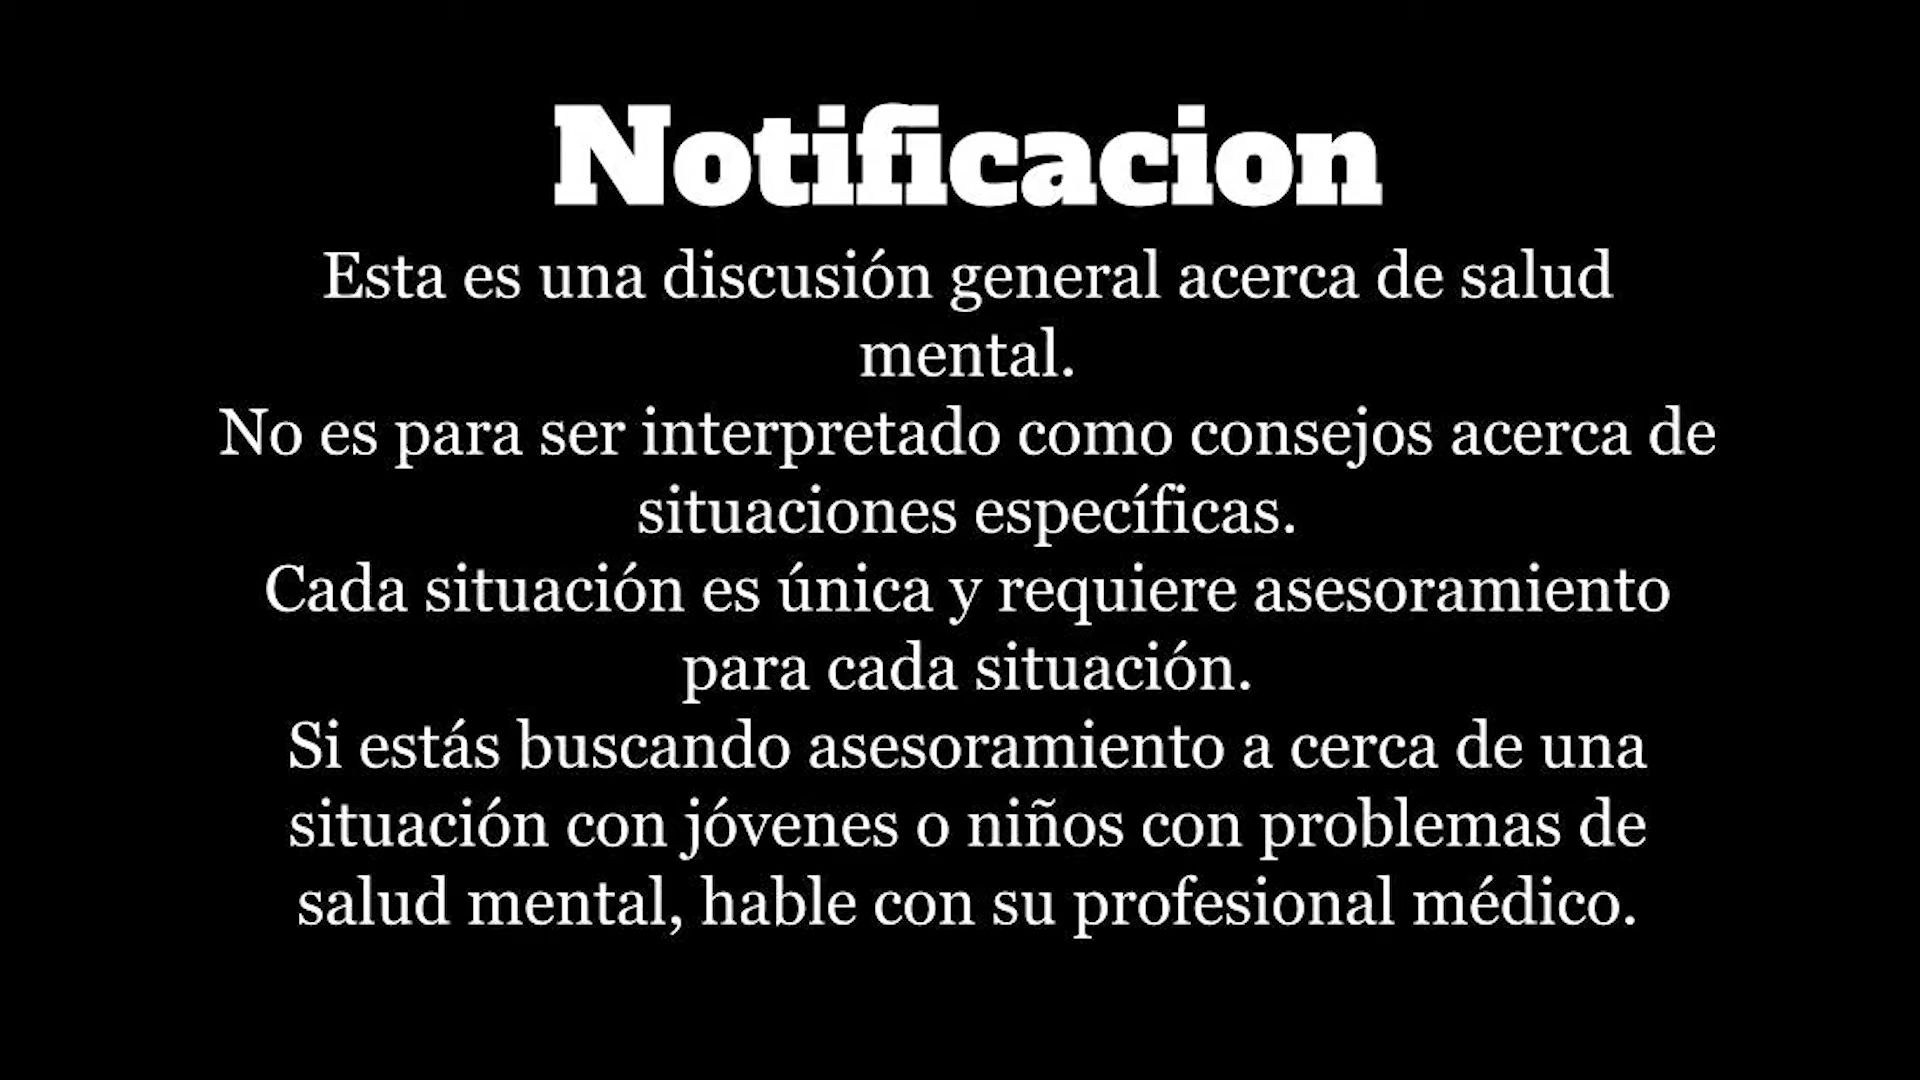 Notificacion
Esta es una discusión general acerca de salud
mental.
No es para ser interpretado como consejos acerca de
situaciones específicas.
Cada situación es única y requiere asesoramiento
para cada situación.
Si estás buscando asesoramiento a cerca de una
situación con jóvenes o niños con problemas de
salud mental, hable con su profesional médico.